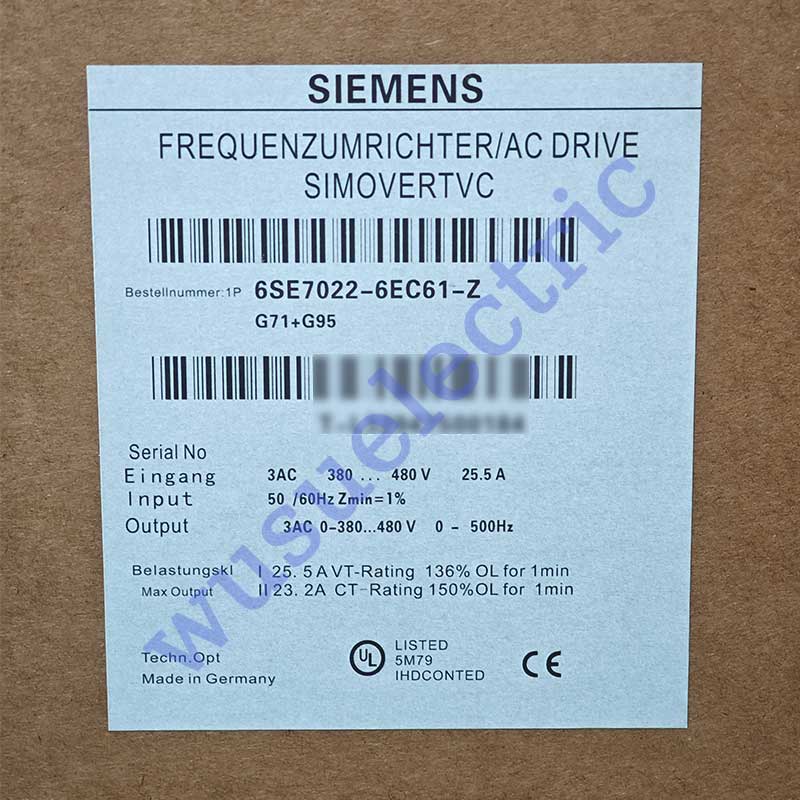 SIEMENS
FREQUENZUMRICHTER/AC DRIVE
SIMOVERTVC
Bestellnummer:1P 6SE7022-6EC61-Z
G71+G95
Serial No
Eingang 3AC 380 ... 480 V 25.5 A
Input 50 /60Hz Zmin=1%
Output 3AC 0-380...480 V 0 - 500Hz
Belastungskl I 25. 5 A VT-Rating 136% OL for 1min
Max Output II 23. 2A CT-Rating 150%OL for 1min
Techn.Opt
Made in Germany
UL
LISTED
5M79
IHDCONTED
CE
wusuelectric